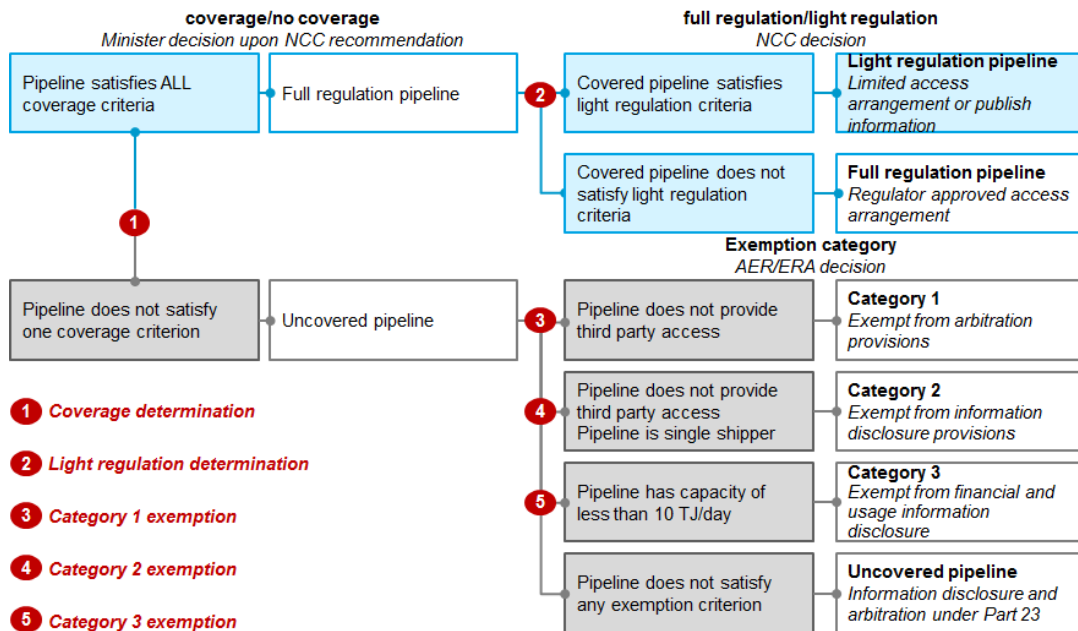 coverage/no coverage
Minister decision upon NCC recommendation
full regulation/light regulation
NCC decision
Pipeline satisfies ALL
coverage criteria
Full regulation pipeline
2
Covered pipeline satisfies
light regulation criteria
Light regulation pipeline
Limited access
arrangement or publish
information
Covered pipeline does not
satisfy light regulation
criteria
Full regulation pipeline
Regulator approved access
arrangement
1
Exemption category
AER/ERA decision
Pipeline does not satisfy
one coverage criterion
Uncovered pipeline
3
Pipeline does not provide
third party access
Category 1
Exempt from arbitration
provisions
4
Pipeline does not provide
third party access
Pipeline is single shipper
Category 2
Exempt from information
disclosure provisions
5
Pipeline has capacity of
less than 10 TJ/day
Category 3
Exempt from financial and
usage information
disclosure
Pipeline does not satisfy
any exemption criterion
Uncovered pipeline
Information disclosure and
arbitration under Part 23
1 Coverage determination
2 Light regulation determination
3 Category 1 exemption
4 Category 2 exemption
5 Category 3 exemption